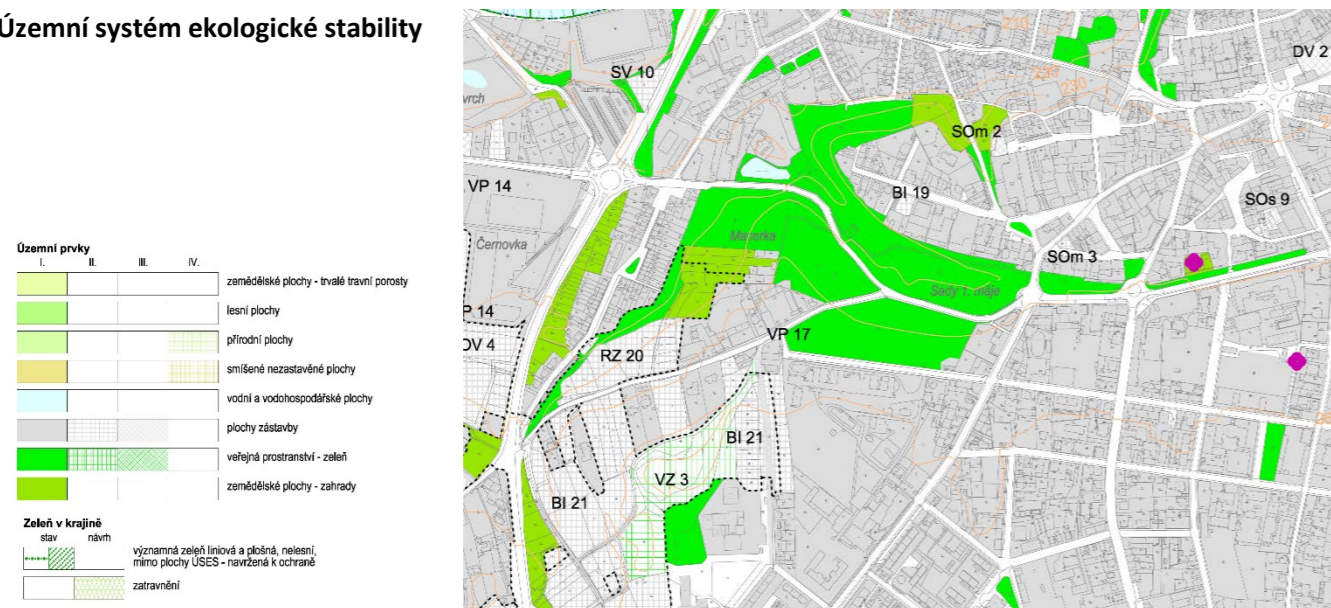 Územní systém ekologické stability
Územní prvky
I. II. III. IV.
zemědělské plochy - trvalé travní porosty
lesní plochy
přírodní plochy
smíšené nezastavěné plochy
vodní a vodohospodářské plochy
plochy zástavby
veřejná prostranství - zeleň
zemědělské plochy - zahrady
Zeleň v krajině
stav návrh
významná zeleň liniová a plošná, nelesní,
mimo plochy ÚSES - navržená k ochraně
zatravnění
SV 10
DV 2
vrch
SOm 2
VP 14
BI 19
SOs 9
Černovka
SOm 3
Sady 1. máje
P 14
VP 17
OV 4
RZ 20
BI 21
VZ 3
BI 21
230